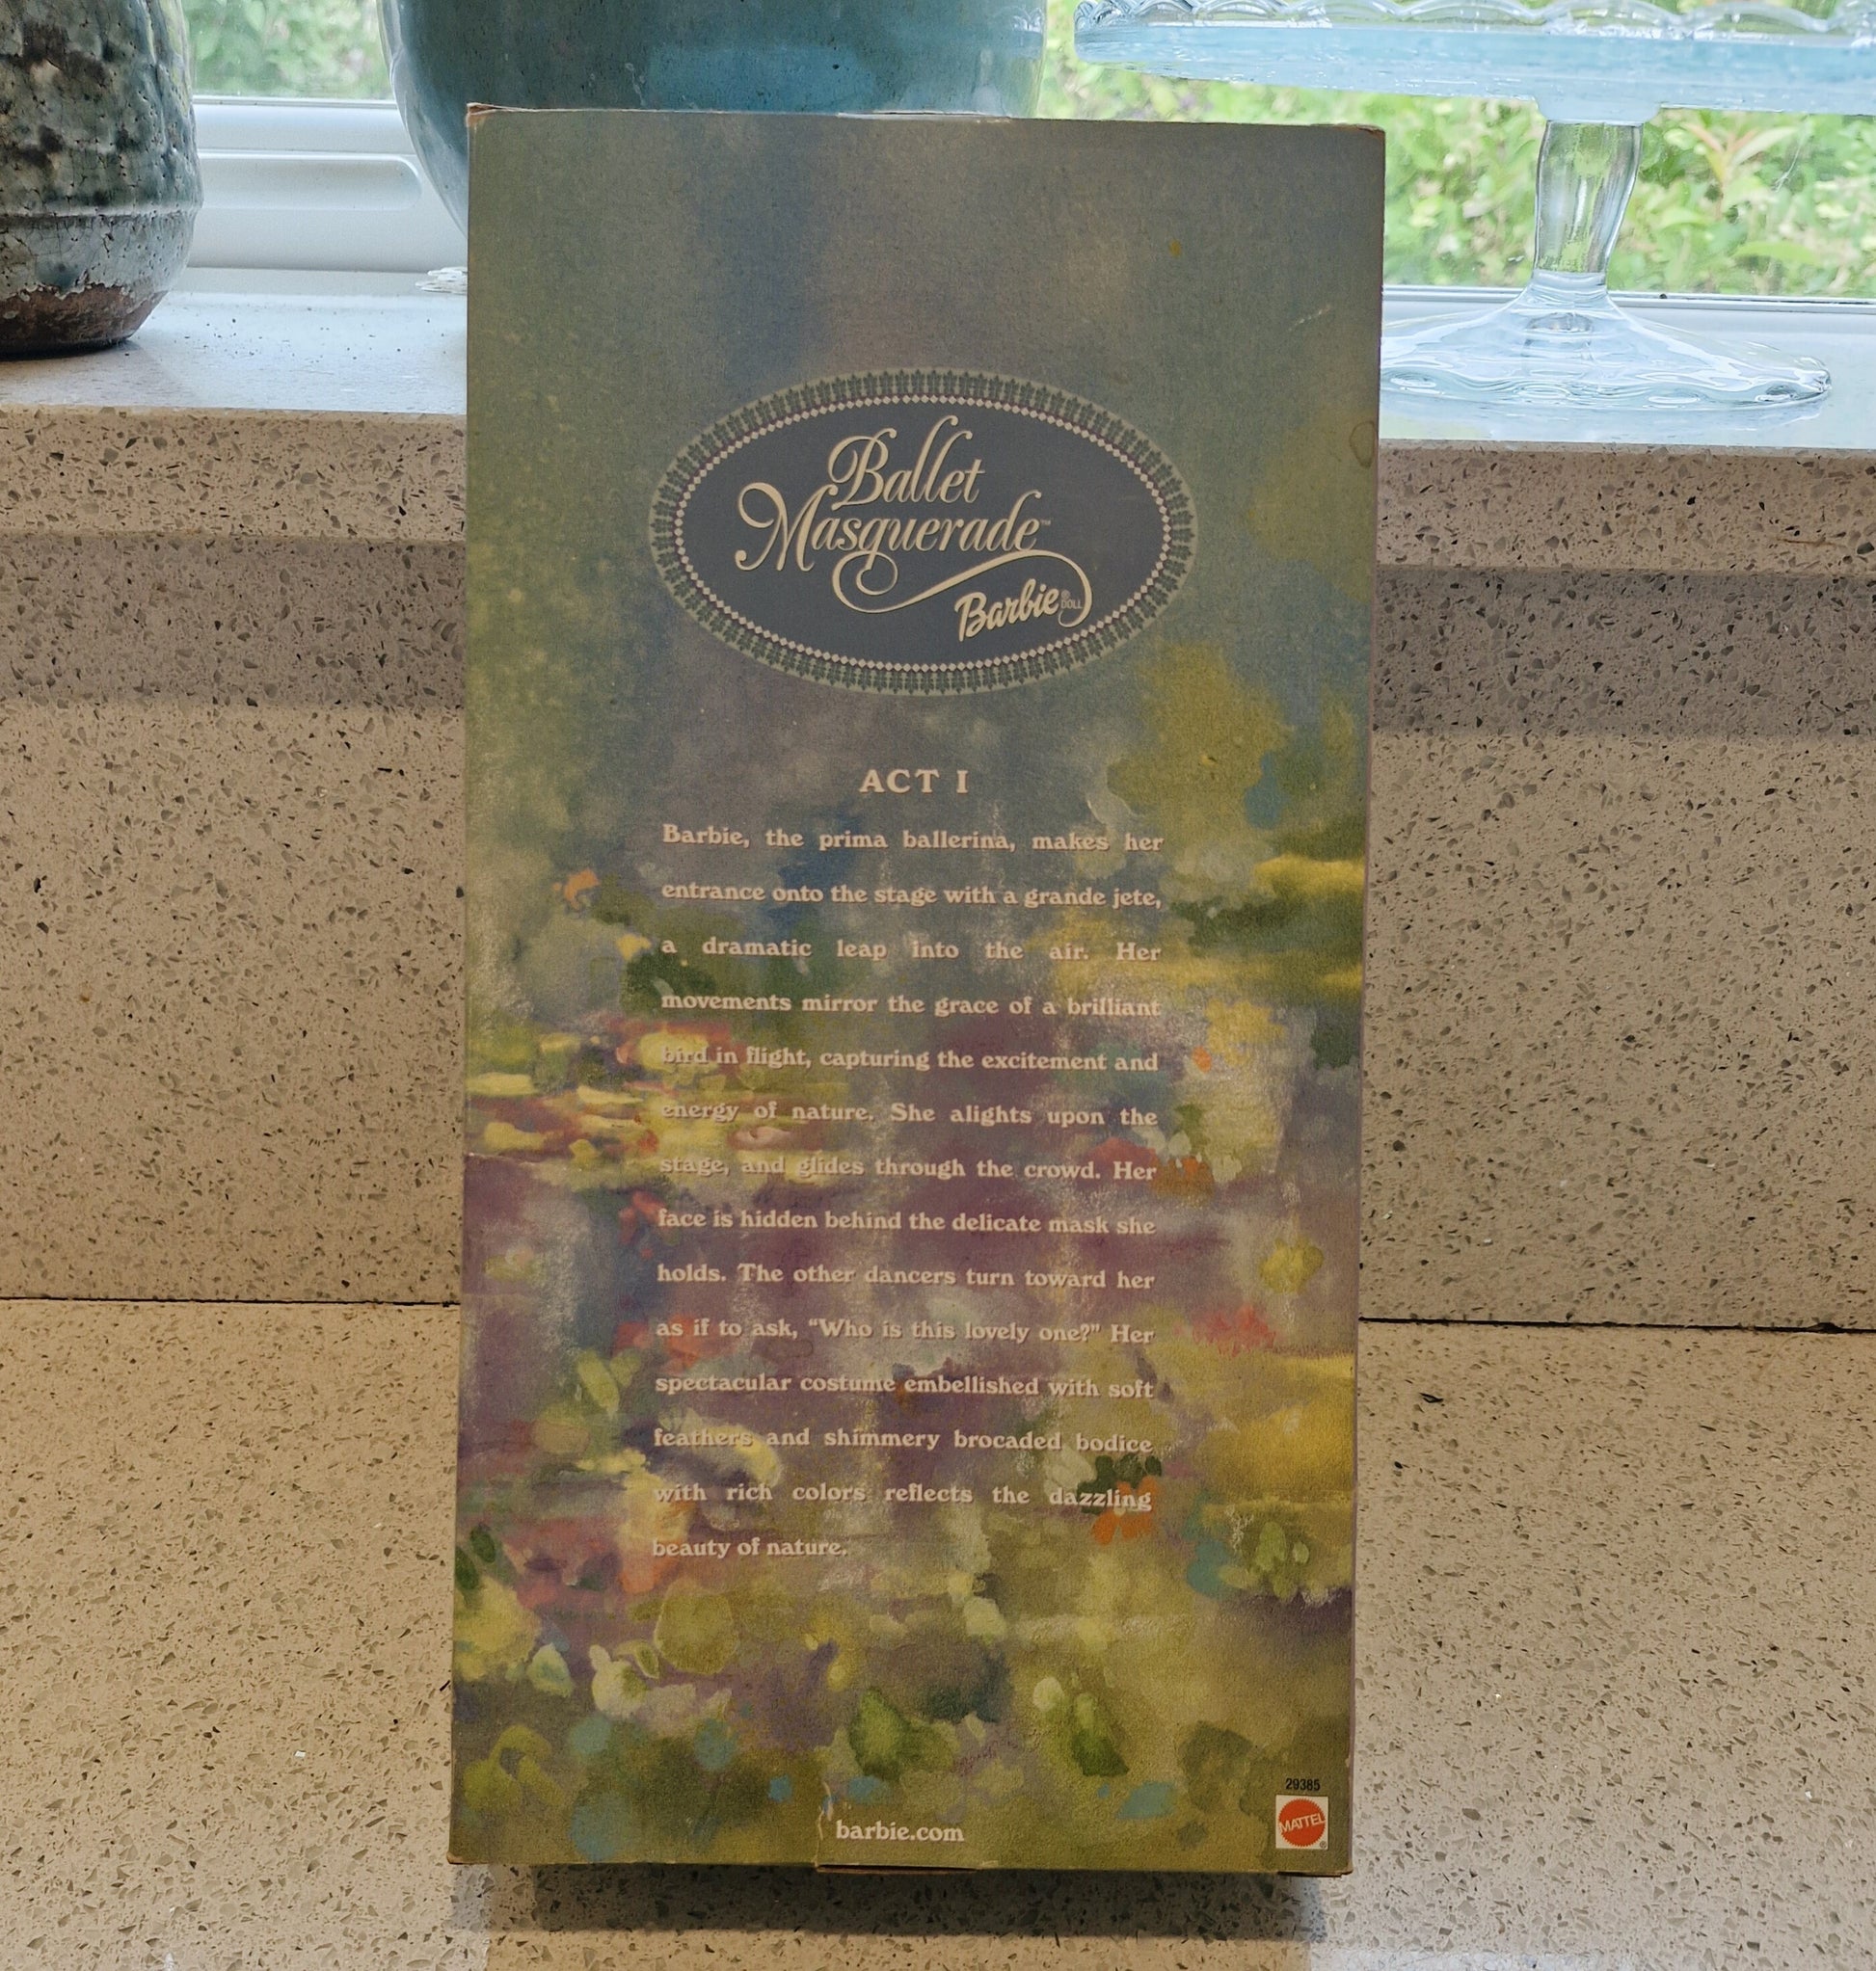 Ballet
Masquerade™
Barbie® DOLL
ACT I
Barbie, the prima ballerina, makes her
entrance onto the stage with a grande jete,
a dramatic leap into the air. Her
movements mirror the grace of a brilliant
bird in flight, capturing the excitement and
energy of nature. She alights upon the
stage, and glides through the crowd. Her
face is hidden behind the delicate mask she
holds. The other dancers turn toward her
as if to ask, “Who is this lovely one?” Her
spectacular costume embellished with soft
feathers and shimmery brocaded bodice
with rich colors reflects the dazzling
beauty of nature.
29385
MATTEL®
barbie.com